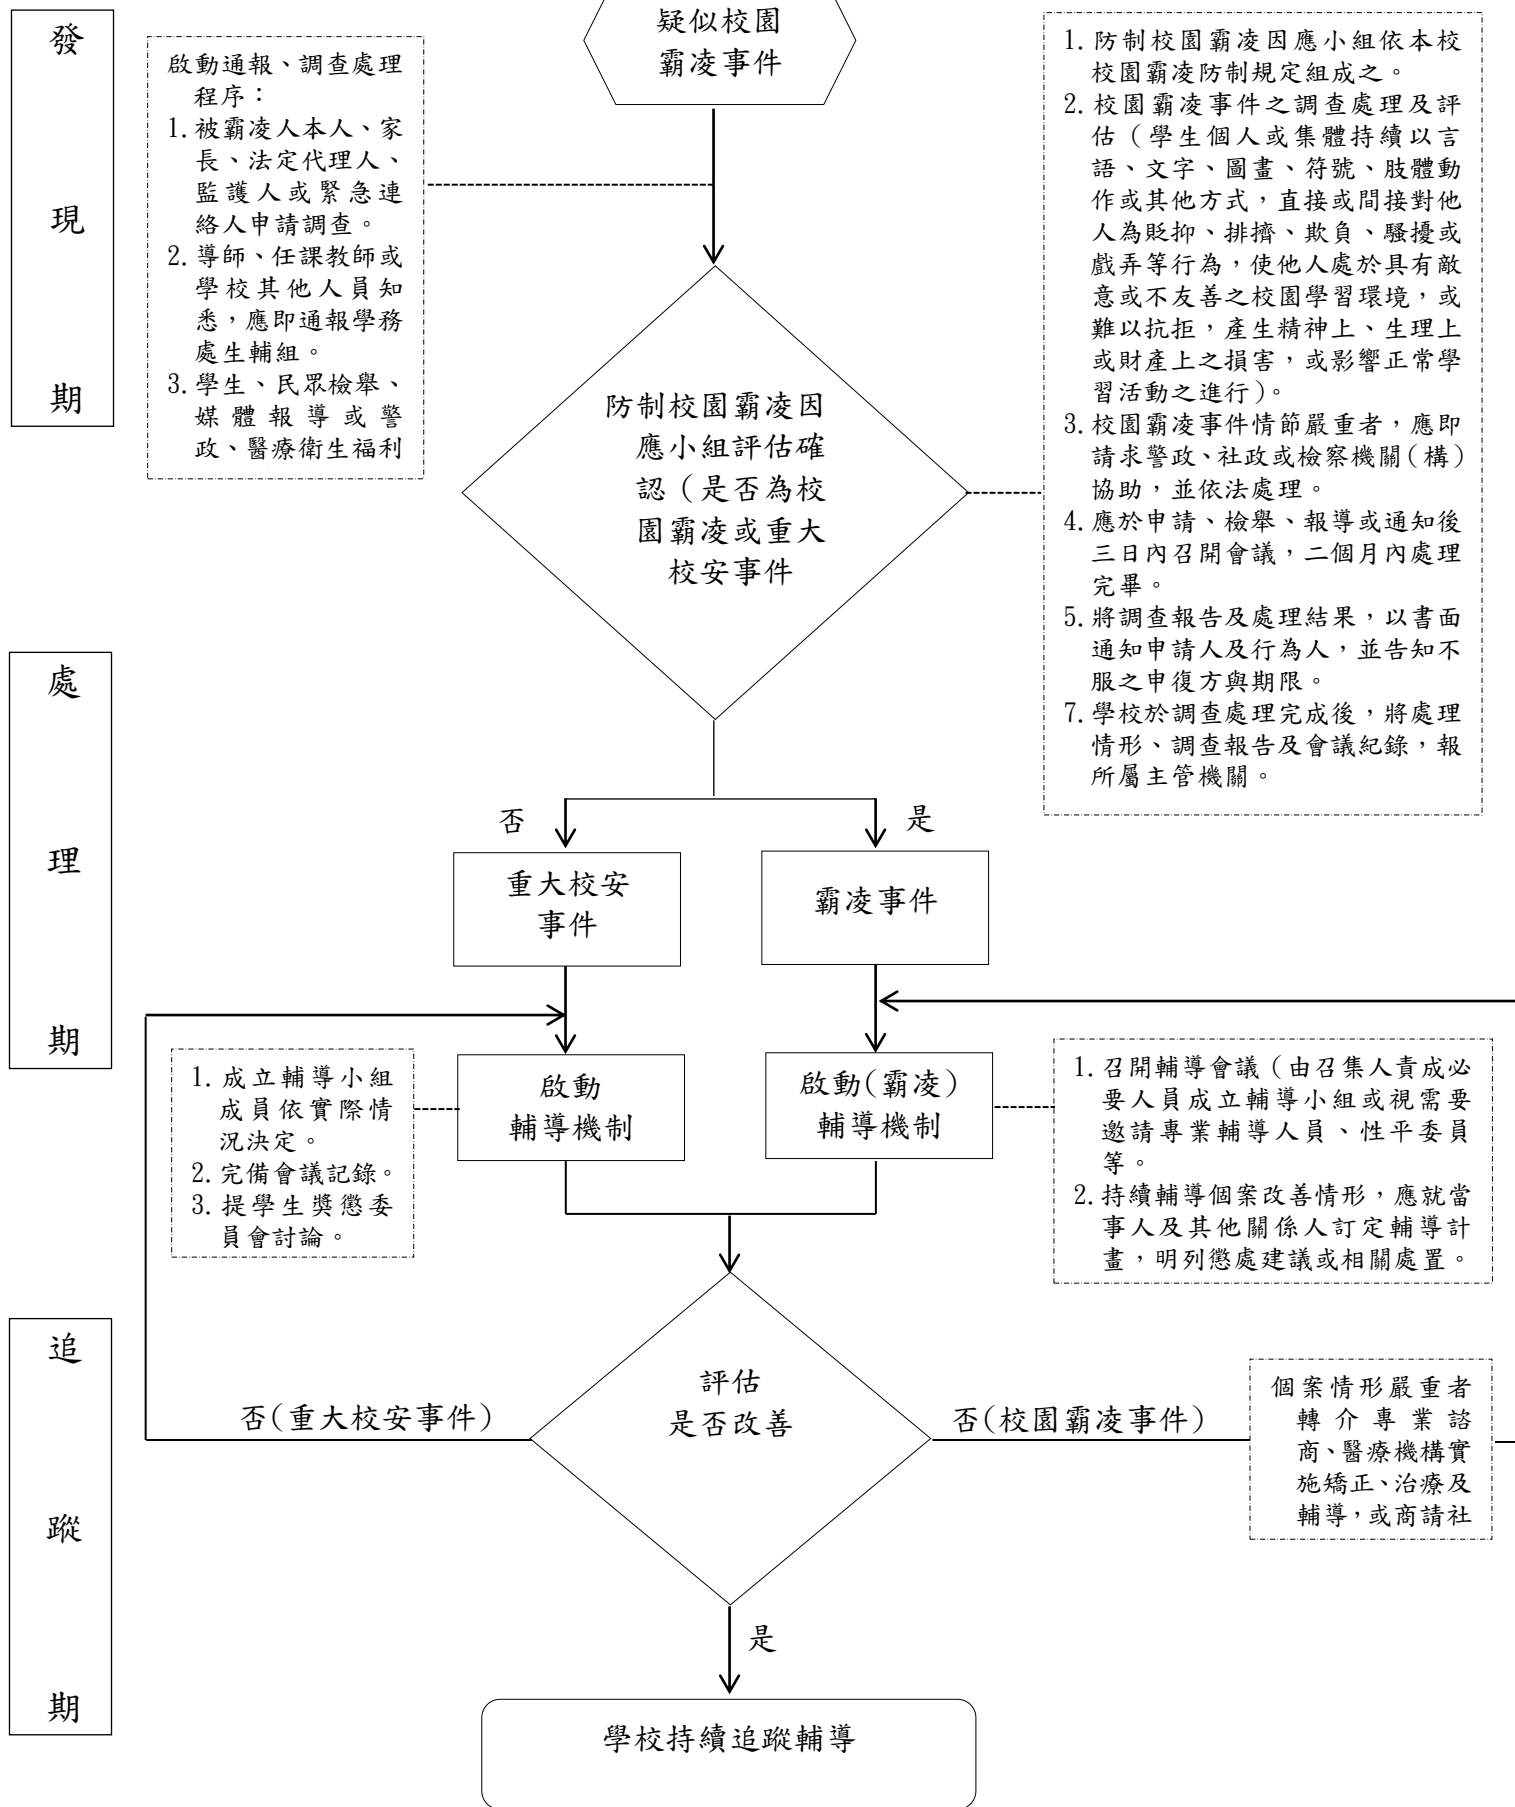 發
現
期
疑似校園
霸凌事件
啟動通報、調查處理
程序：
1.被霸凌人本人、家
長、法定代理人、
監護人或緊急連
絡人申請調查。
2.導師、任課教師或
學校其他人員知
悉，應即通報學務
處生輔組。
3.學生、民眾檢舉、
媒體報導或警
政、醫療衛生福利
1.防制校園霸凌因應小組依本校
校園霸凌防制規定組成之。
2.校園霸凌事件之調查處理及評
估（學生個人或集體持續以言
語、文字、圖畫、符號、肢體動
作或其他方式，直接或間接對他
人為貶抑、排擠、欺負、騷擾或
戲弄等行為，使他人處於具有敵
意或不友善之校園學習環境，或
難以抗拒，產生精神上、生理上
或財產上之損害，或影響正常學
習活動之進行）。
3.校園霸凌事件情節嚴重者，應即
請求警政、社政或檢察機關（構）
協助，並依法處理。
4.應於申請、檢舉、報導或通知後
三日內召開會議，二個月內處理
完畢。
5.將調查報告及處理結果，以書面
通知申請人及行為人，並告知不
服之申復方與期限。
7.學校於調查處理完成後，將處理
情形、調查報告及會議紀錄，報
所屬主管機關。
防制校園霸凌因
應小組評估確
認（是否為校
園霸凌或重大
校安事件
處
理
期
否
是
重大校安
事件
霸凌事件
1.成立輔導小組
成員依實際情
況決定。
2.完備會議記錄。
3.提學生獎懲委
員會討論。
啟動
輔導機制
啟動(霸凌)
輔導機制
1.召開輔導會議（由召集人責成必
要人員成立輔導小組或視需要
邀請專業輔導人員、性平委員
等。
2.持續輔導個案改善情形，應就當
事人及其他關係人訂定輔導計
畫，明列懲處建議或相關處置。
追
蹤
期
評估
是否改善
否(重大校安事件)
否(校園霸凌事件)
個案情形嚴重者
轉介專業諮
商、醫療機構實
施矯正、治療及
輔導，或商請社
是
學校持續追蹤輔導